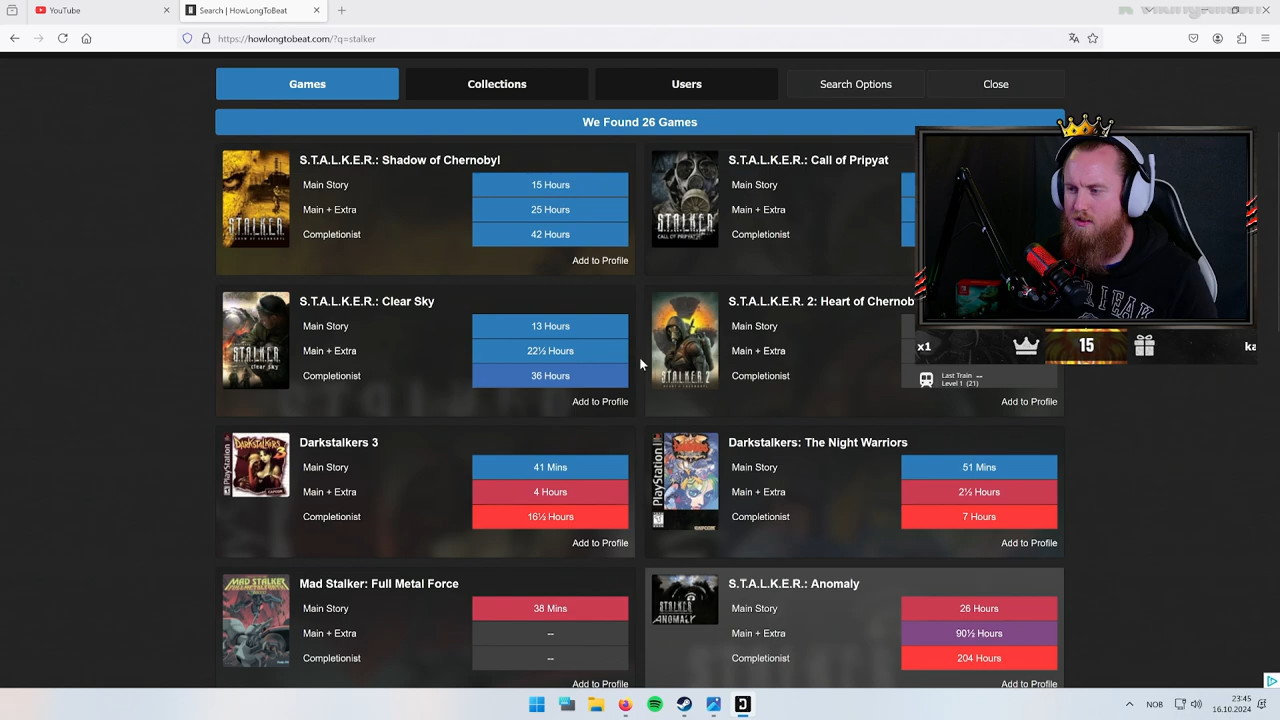 YouTube
Search | HowLongToBeat
https://howlongtobeat.com/?q=stalker
Games
Collections
Users
Search Options
Close
We Found 26 Games
S.T.A.L.K.E.R.: Shadow of Chernobyl
Main Story 15 Hours
Main + Extra 25 Hours
Completionist 42 Hours
Add to Profile
S.T.A.L.K.E.R.: Call of Pripyat
Main Story
Main + Extra
Completionist
S.T.A.L.K.E.R.: Clear Sky
Main Story 13 Hours
Main + Extra 22½ Hours
Completionist 36 Hours
Add to Profile
S.T.A.L.K.E.R. 2: Heart of Chernob
Main Story
Main + Extra
Completionist
Add to Profile
x1
15
ka
Last Train --
Level 1 (21)
Darkstalkers 3
Main Story 41 Mins
Main + Extra 4 Hours
Completionist 16½ Hours
Add to Profile
Darkstalkers: The Night Warriors
Main Story 51 Mins
Main + Extra 2½ Hours
Completionist 7 Hours
Add to Profile
Mad Stalker: Full Metal Force
Main Story 38 Mins
Main + Extra --
Completionist --
Add to Profile
S.T.A.L.K.E.R.: Anomaly
Main Story 26 Hours
Main + Extra 90½ Hours
Completionist 204 Hours
Add to Profile
NOB
23:45
16.10.2024